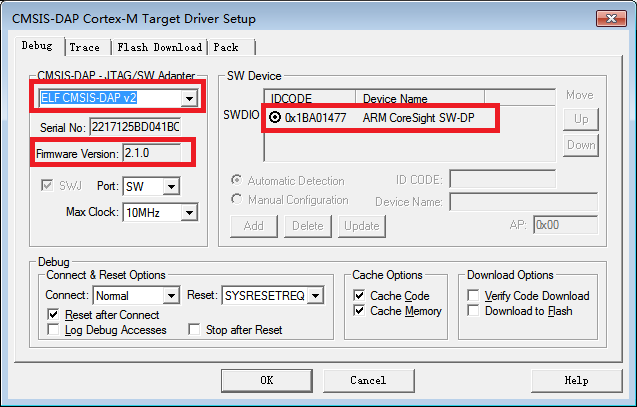 CMSIS-DAP Cortex-M Target Driver Setup
Debug Trace Flash Download Pack
CMSIS-DAP - JTAG/SW Adapter
ELF CMSIS-DAP v2
Serial No: 2217125BD041BC
Firmware Version: 2.1.0
SWJ Port: SW
Max Clock: 10MHz
SW Device
IDCODE Device Name
SWDIO 0x1BA01477 ARM CoreSight SW-DP
Move
Up
Down
Automatic Detection ID CODE:
Manual Configuration Device Name:
Add Delete Update AP: 0x00
Debug
Connect & Reset Options
Connect: Normal Reset: SYSRESETREQ
Reset after Connect
Log Debug Accesses Stop after Reset
Cache Options
Cache Code
Cache Memory
Download Options
Verify Code Download
Download to Flash
OK Cancel Help